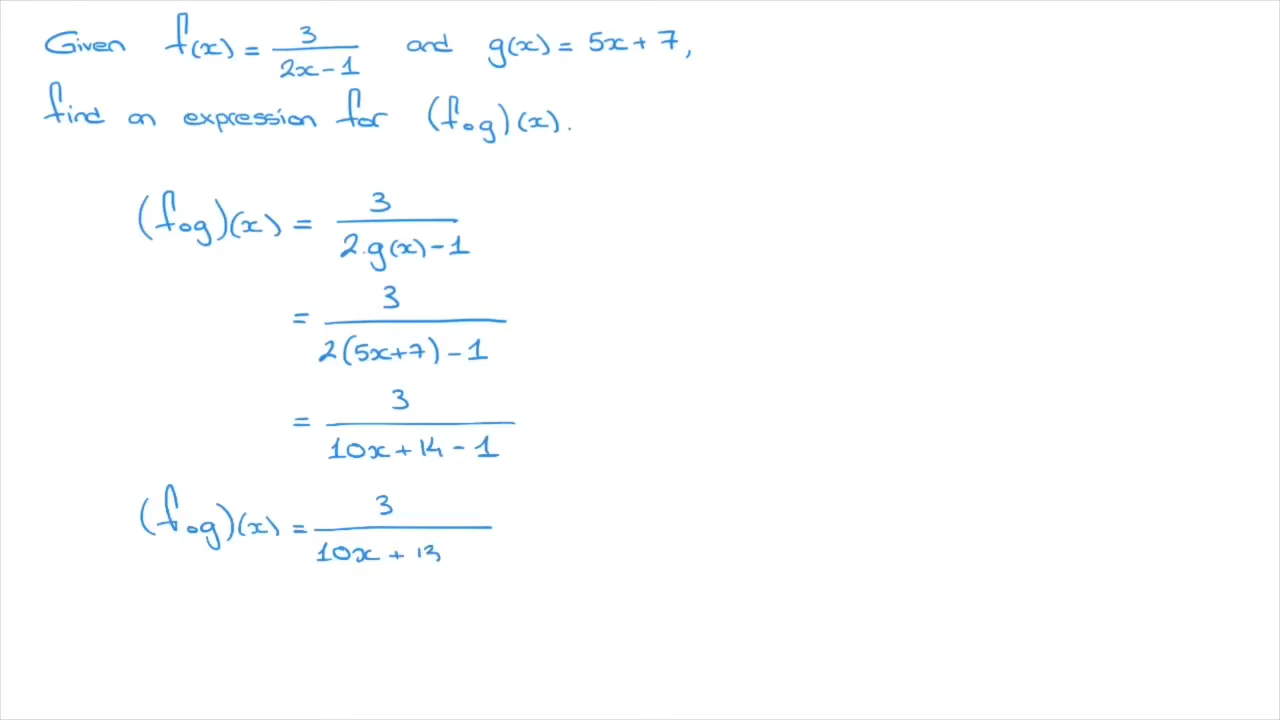 Given f(x) = 3/(2x-1) and g(x) = 5x+7,
find an expression for (f∘g)(x).
(f∘g)(x) = 3/(2·g(x)-1)
= 3/(2(5x+7)-1)
= 3/(10x+14-1)
(f∘g)(x) = 3/(10x+13)